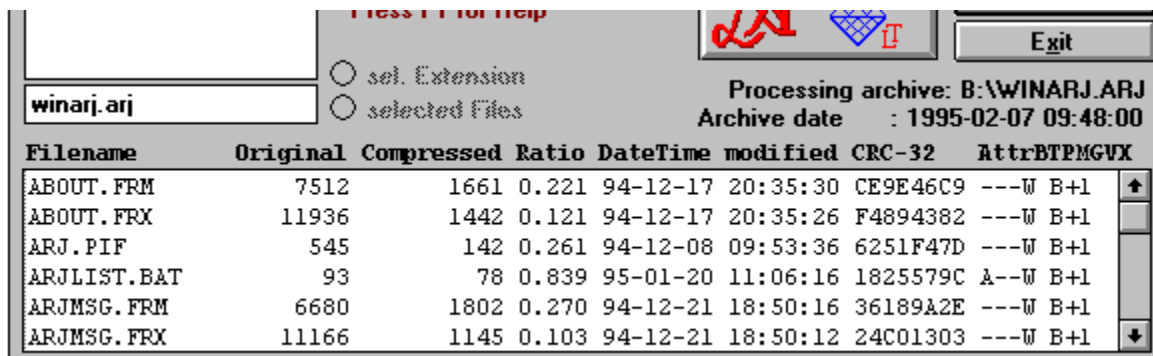 Press F1 for Help
LT
Exit
sel. Extension
winarj.arj
selected Files
Processing archive: B:\WINARJ.ARJ
Archive date : 1995-02-07 09:48:00
Filename Original Compressed Ratio DateTime modified CRC-32 AttrBTPMGVX
ABOUT.FRM 7512 1661 0.221 94-12-17 20:35:30 CE9E46C9 ---W B+1
ABOUT.FRX 11936 1442 0.121 94-12-17 20:35:26 F4894382 ---W B+1
ARJ.PIF 545 142 0.261 94-12-08 09:53:36 6251F47D ---W B+1
ARJLIST.BAT 93 78 0.839 95-01-20 11:06:16 1825579C A--W B+1
ARJMSG.FRM 6680 1802 0.270 94-12-21 18:50:16 36189A2E ---W B+1
ARJMSG.FRX 11166 1145 0.103 94-12-21 18:50:12 24C01303 ---W B+1